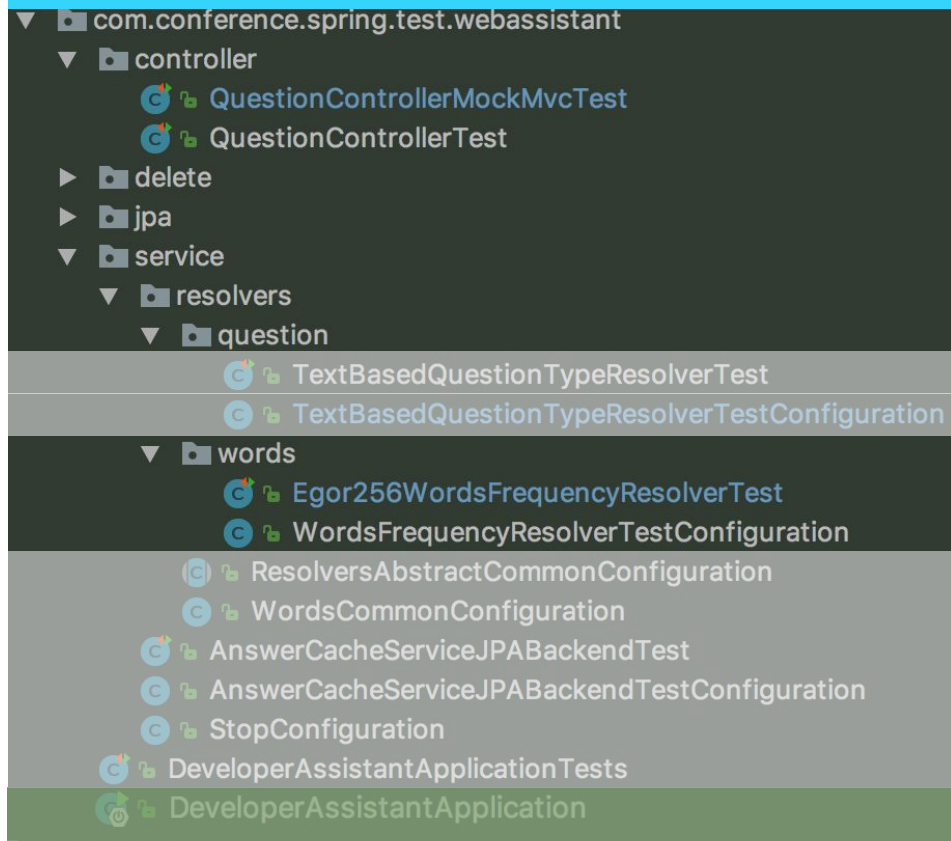 com.conference.spring.test.webassistant
controller
QuestionControllerMockMvcTest
QuestionControllerTest
delete
jpa
service
resolvers
question
TextBasedQuestionTypeResolverTest
TextBasedQuestionTypeResolverTestConfiguration
words
Egor256WordsFrequencyResolverTest
WordsFrequencyResolverTestConfiguration
ResolversAbstractCommonConfiguration
WordsCommonConfiguration
AnswerCacheServiceJPABackendTest
AnswerCacheServiceJPABackendTestConfiguration
StopConfiguration
DeveloperAssistantApplicationTests
DeveloperAssistantApplication